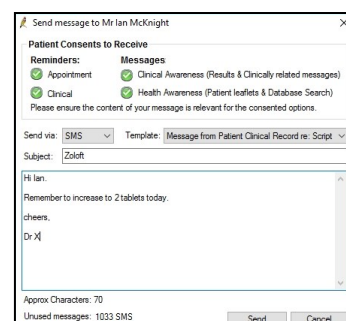 Send message to Mr Ian McKnight
Patient Consents to Receive
Reminders: Messages:
Appointment Clinical Awareness (Results & Clinically related messages)
Clinical Health Awareness (Patient leaflets & Database Search)
Please ensure the content of your message is relevant for the consented options.
Send via: SMS Template: Message from Patient Clinical Record re: Script
Subject: Zoloft
Hi Ian.
Remember to increase to 2 tablets today.
cheers,
Dr X
Approx Characters: 70
Unused messages: 1033 SMS Send Cancel